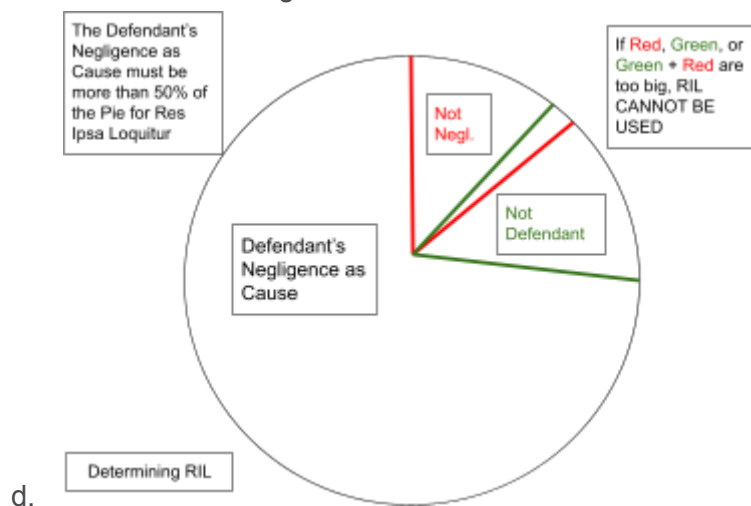 The Defendant's
Negligence as
Cause must be
more than 50% of
the Pie for Res
Ipsa Loquitur
If Red, Green, or
Green + Red are
too big, RIL
CANNOT BE
USED
Not
Negl.
Not
Defendant
Defendant's
Negligence as
Cause
Determining RIL
d.